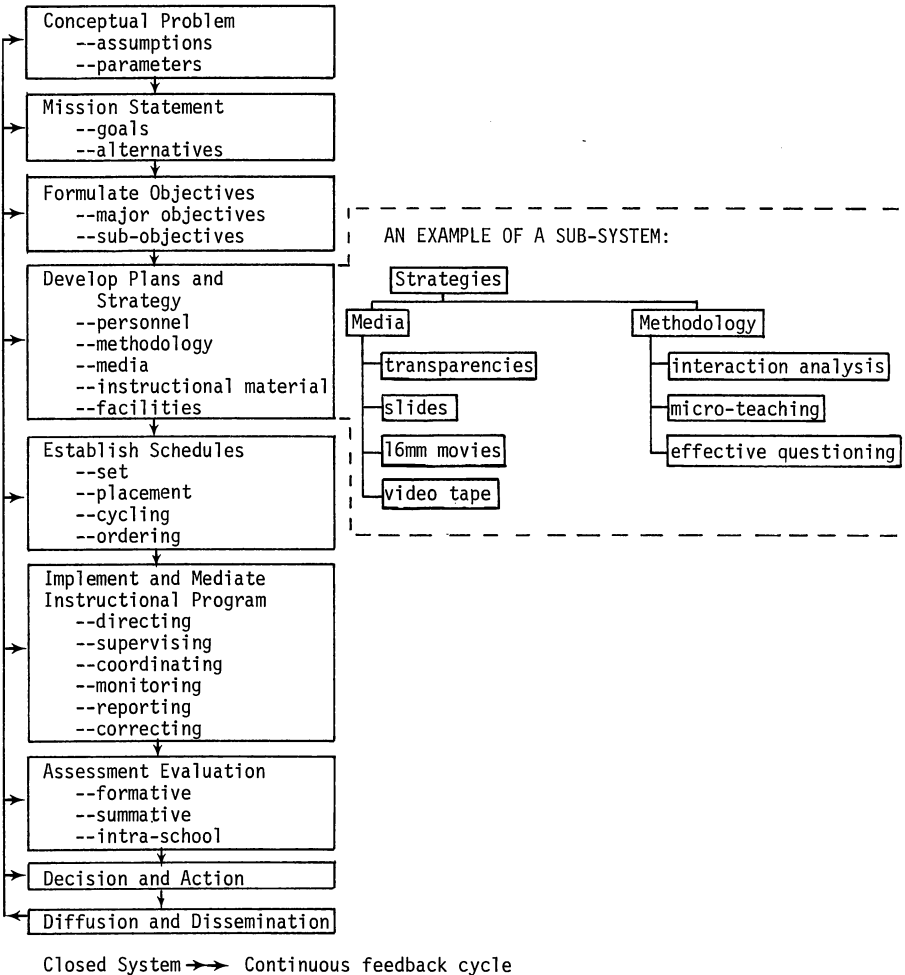 Conceptual Problem
--assumptions
--parameters
Mission Statement
--goals
--alternatives
Formulate Objectives
--major objectives
--sub-objectives
Develop Plans and
Strategy
--personnel
--methodology
--media
--instructional material
--facilities
Establish Schedules
--set
--placement
--cycling
--ordering
Implement and Mediate
Instructional Program
--directing
--supervising
--coordinating
--monitoring
--reporting
--correcting
Assessment Evaluation
--formative
--summative
--intra-school
Decision and Action
Diffusion and Dissemination
AN EXAMPLE OF A SUB-SYSTEM:
Strategies
Media
transparencies
slides
16mm movies
video tape
Methodology
interaction analysis
micro-teaching
effective questioning
Closed System →→ Continuous feedback cycle